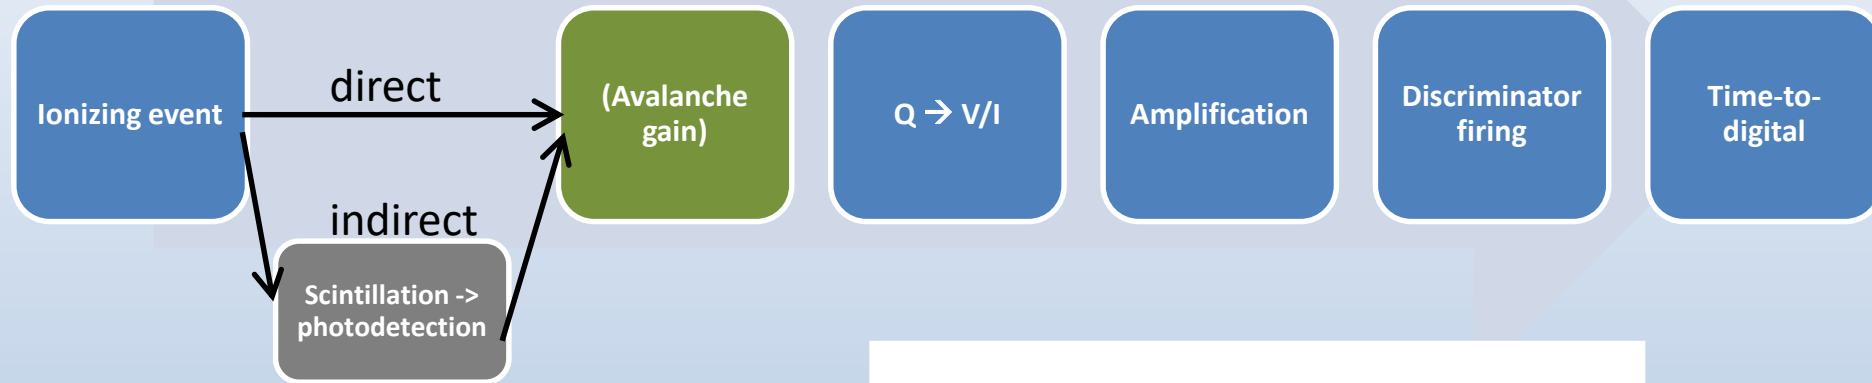 Ionizing event
direct
indirect
Scintillation ->
photodetection
(Avalanche
gain)
Q → V/I
Amplification
Discriminator
firing
Time-to-
digital